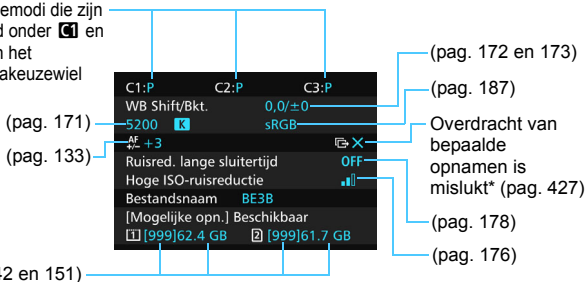 emodi die zijn
d onder C1 en
n het
akeuzewiel
(pag. 171)
(pag. 133)
42 en 151)
C1:P C2:P C3:P
WB Shift/Bkt. 0,0/±0
5200 K sRGB
AF +/- +3
Ruisred. lange sluitertijd OFF
Hoge ISO-ruisreductie
Bestandsnaam BE3B
[Mogelijke opn.] Beschikbaar
1 [999]62.4 GB 2 [999]61.7 GB
(pag. 172 en 173)
(pag. 187)
Overdracht van
bepaalde
opnamen is
mislukt* (pag. 427)
(pag. 178)
(pag. 176)